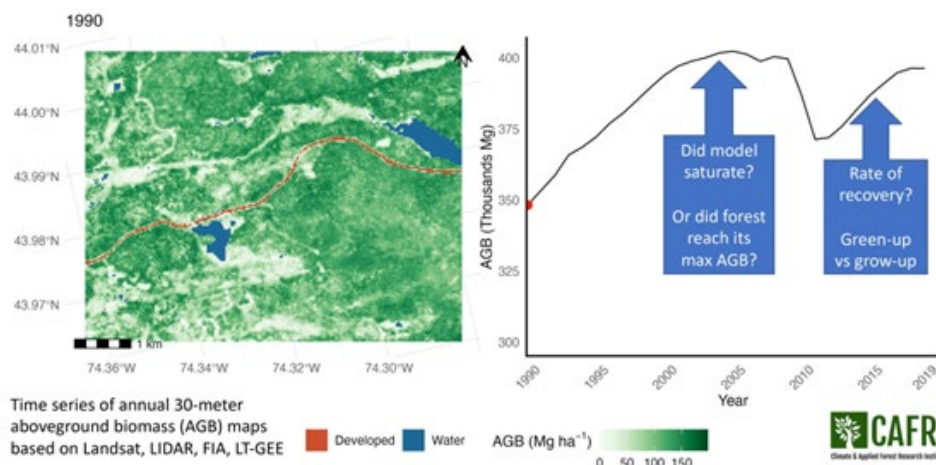 1990
44.01°N
44.00°N
43.99°N
43.98°N
43.97°N
N
1 km
74.36°W
74.34°W
74.32°W
74.30°W
AGB (Thousands Mg)
400
375
350
325
300
Did model
saturate?
Or did forest
reach its
max AGB?
Rate of
recovery?
Green-up
vs grow-up
1990
1995
2000
2005
2010
2015
2019
Year
Time series of annual 30-meter
aboveground biomass (AGB) maps
based on Landsat, LIDAR, FIA, LT-GEE
Developed
Water
AGB (Mg ha⁻¹)
0 50 100 150
CAFR
Climate & Applied Forest Research